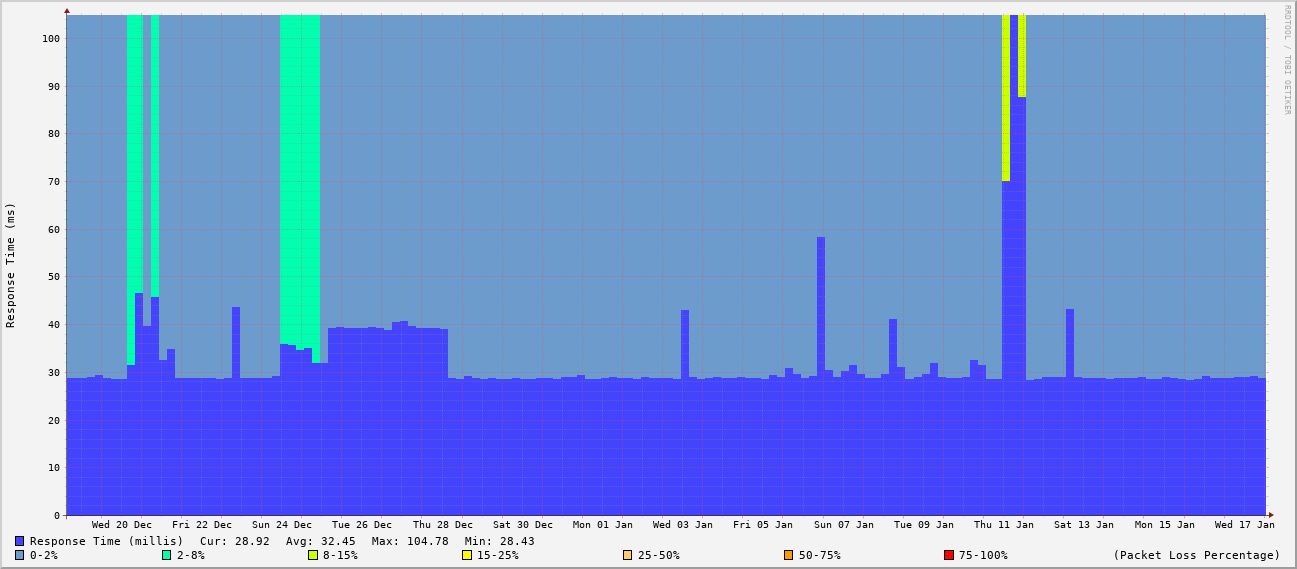 RRDTOOL / TOBI OETIKER
Response Time (ms)
100
90
80
70
60
50
40
30
20
10
0
Wed 20 Dec Fri 22 Dec Sun 24 Dec Tue 26 Dec Thu 28 Dec Sat 30 Dec Mon 01 Jan Wed 03 Jan Fri 05 Jan Sun 07 Jan Tue 09 Jan Thu 11 Jan Sat 13 Jan Mon 15 Jan Wed 17 Jan
Response Time (millis) Cur: 28.92 Avg: 32.45 Max: 104.78 Min: 28.43
0-2% 2-8% 8-15% 15-25% 25-50% 50-75% 75-100% (Packet Loss Percentage)